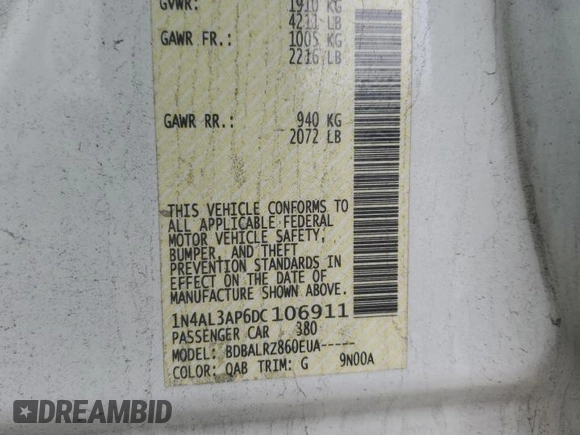 GVWR: 1910 KG
4211 LB
GAWR FR.: 1005 KG
2216 LB
GAWR RR.: 940 KG
2072 LB
THIS VEHICLE CONFORMS TO
ALL APPLICABLE FEDERAL
MOTOR VEHICLE SAFETY,
BUMPER, AND THEFT
PREVENTION STANDARDS IN
EFFECT ON THE DATE OF
MANUFACTURE SHOWN ABOVE.
1N4AL3AP6DC106911
PASSENGER CAR 380
MODEL: BDBALRZ860EUA-----
COLOR: QAB TRIM: G 9N00A
DREAMBID